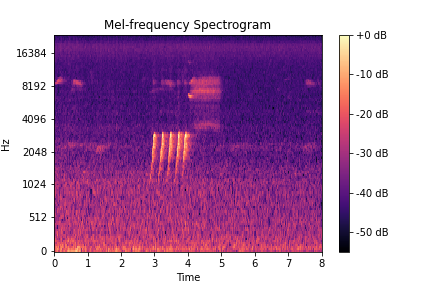 Mel-frequency Spectrogram
+0 dB
16384
-10 dB
8192
-20 dB
4096
Hz
2048
-30 dB
1024
-40 dB
512
-50 dB
0
0 1 2 3 4 5 6 7 8
Time